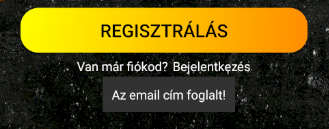 REGISZTRÁLÁS
Van már fiókod? Bejelentkezés
Az email cím foglalt!